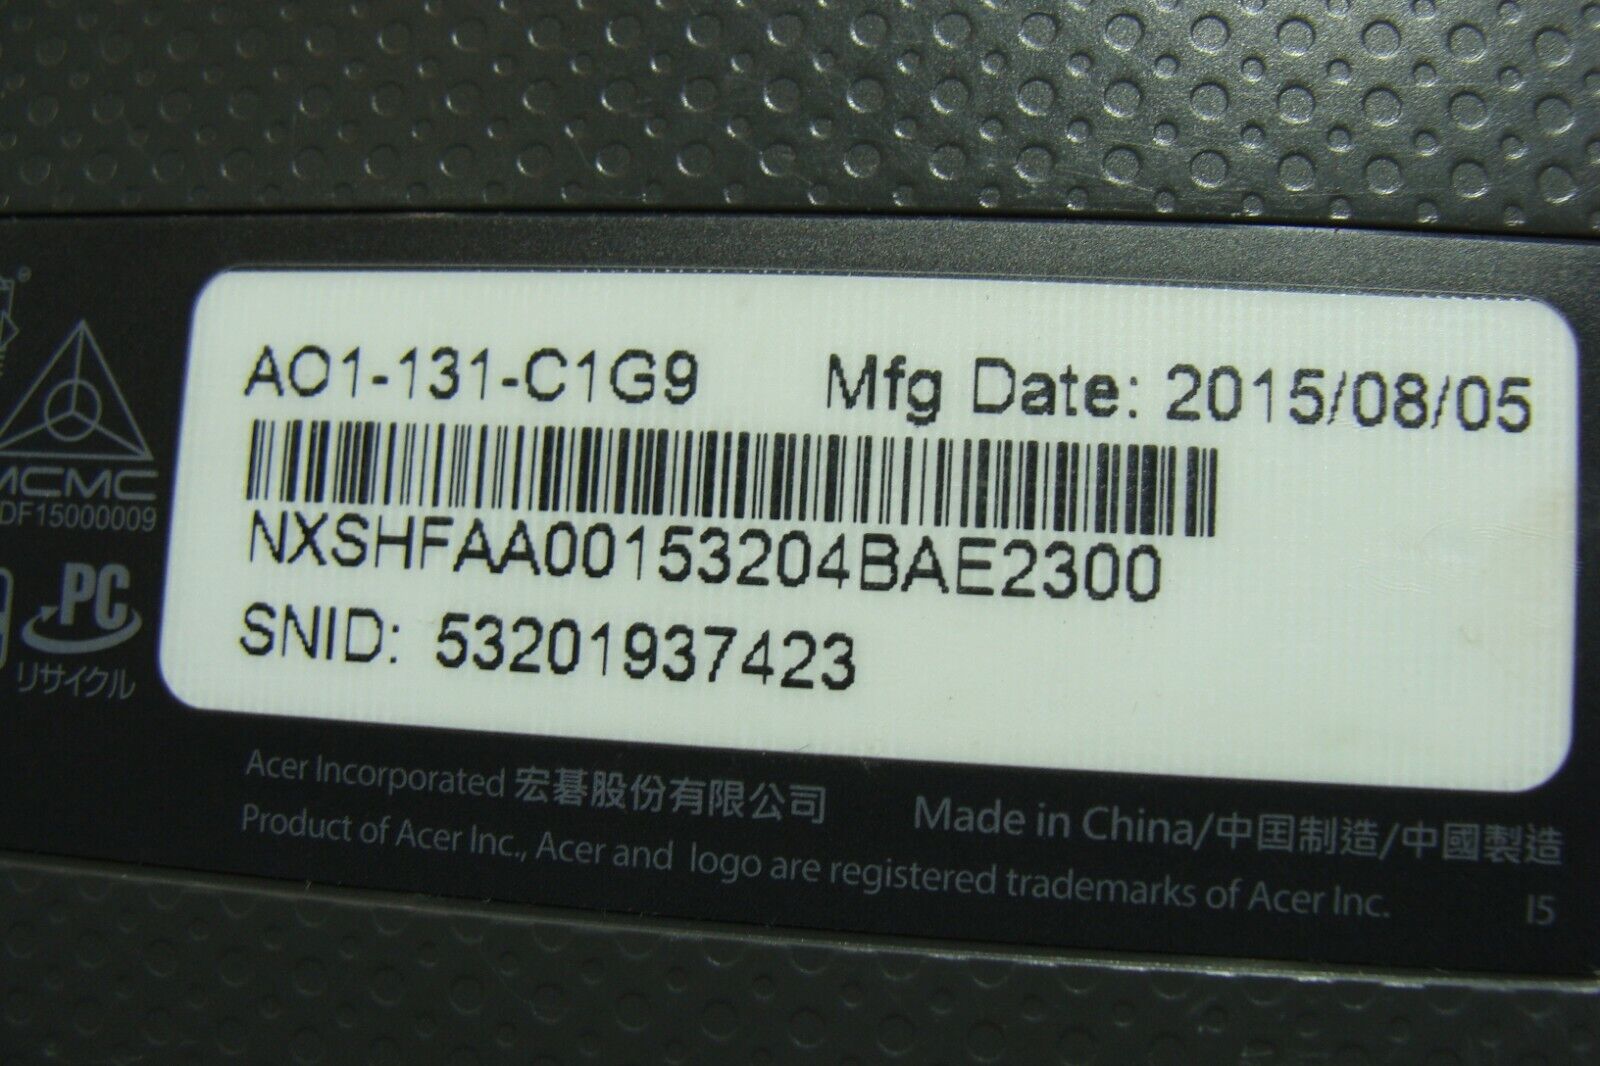 AO1-131-C1G9 Mfg Date: 2015/08/05
NXSHFAA00153204BAE2300
SNID: 53201937423
MCMC
DF15000009
PC
リサイクル
Acer Incorporated 宏碁股份有限公司
Made in China/中国制造/中國製造
Product of Acer Inc., Acer and logo are registered trademarks of Acer Inc.
I5